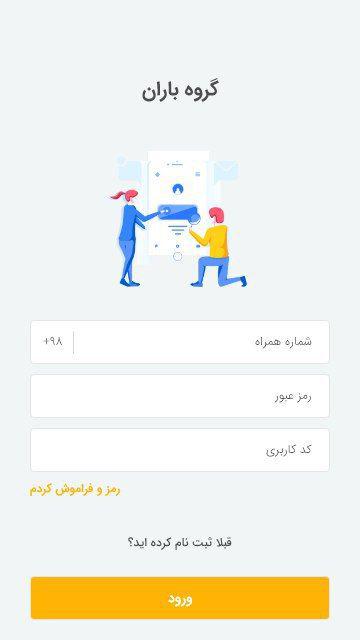 گروه باران
شماره همراه
+۹۸
رمز عبور
کد کاربری
رمز و فراموش کردم
قبلا ثبت نام کرده اید؟
ورود